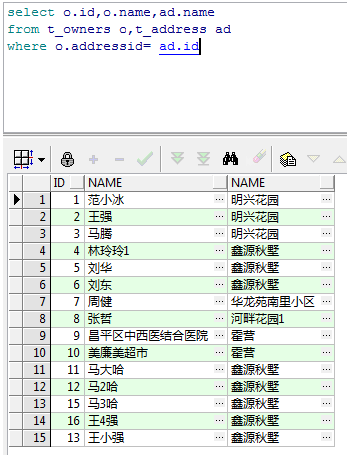 select o.id,o.name,ad.name
from t_owners o,t_address ad
where o.addressid= ad.id
ID NAME NAME
1 1 范小冰 ... 明兴花园 ...
2 2 王强 ... 明兴花园 ...
3 3 马腾 ... 明兴花园 ...
4 4 林玲玲1 ... 鑫源秋墅 ...
5 5 刘华 ... 鑫源秋墅 ...
6 6 刘东 ... 鑫源秋墅 ...
7 7 周健 ... 华龙苑南里小区 ...
8 8 张哲 ... 河畔花园1 ...
9 9 昌平区中西医结合医院 ... 霍营 ...
10 10 美廉美超市 ... 霍营 ...
11 11 马大哈 ... 鑫源秋墅 ...
12 12 马2哈 ... 鑫源秋墅 ...
13 15 马3哈 ... 鑫源秋墅 ...
14 16 王4强 ... 鑫源秋墅 ...
15 13 王小强 ... 鑫源秋墅 ...